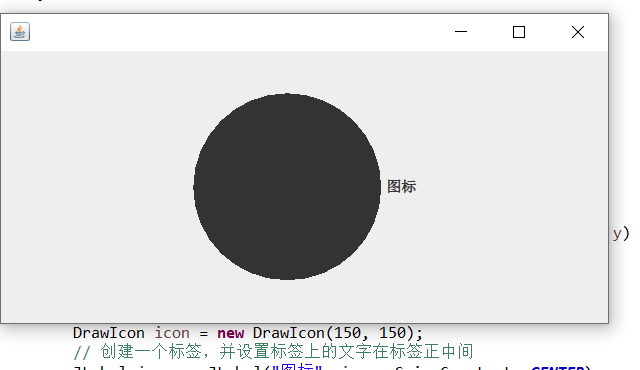 图标
y)
DrawIcon icon = new DrawIcon(150, 150);
// 创建一个标签，并设置标签上的文字在标签正中间